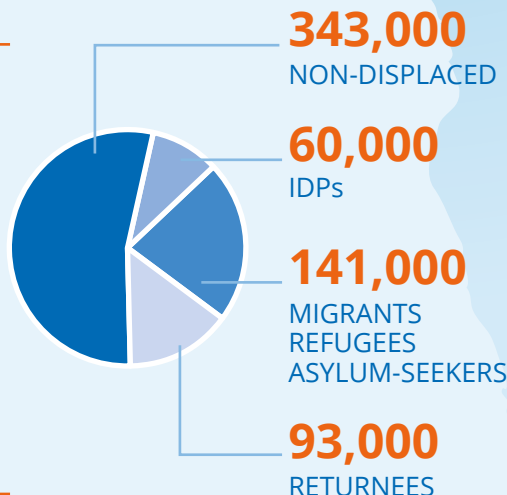 343,000
NON-DISPLACED
60,000
IDPs
141,000
MIGRANTS
REFUGEES
ASYLUM-SEEKERS
93,000
RETURNEES